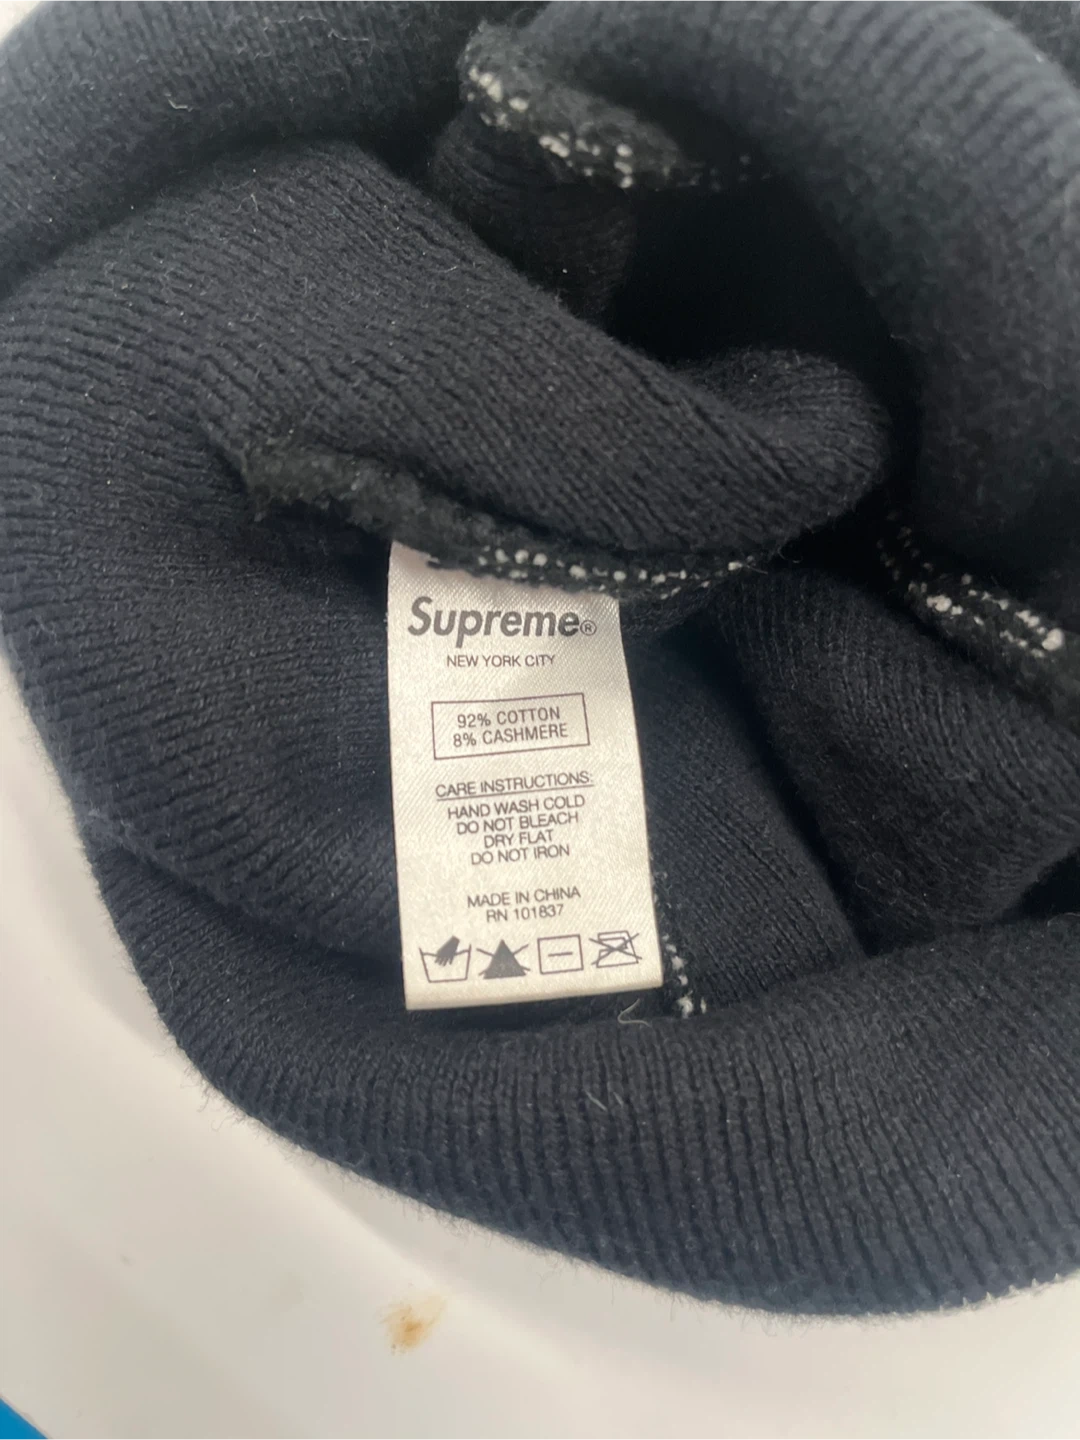 Supreme®
NEW YORK CITY
92% COTTON
8% CASHMERE
CARE INSTRUCTIONS:
HAND WASH COLD
DO NOT BLEACH
DRY FLAT
DO NOT IRON
MADE IN CHINA
RN 101837